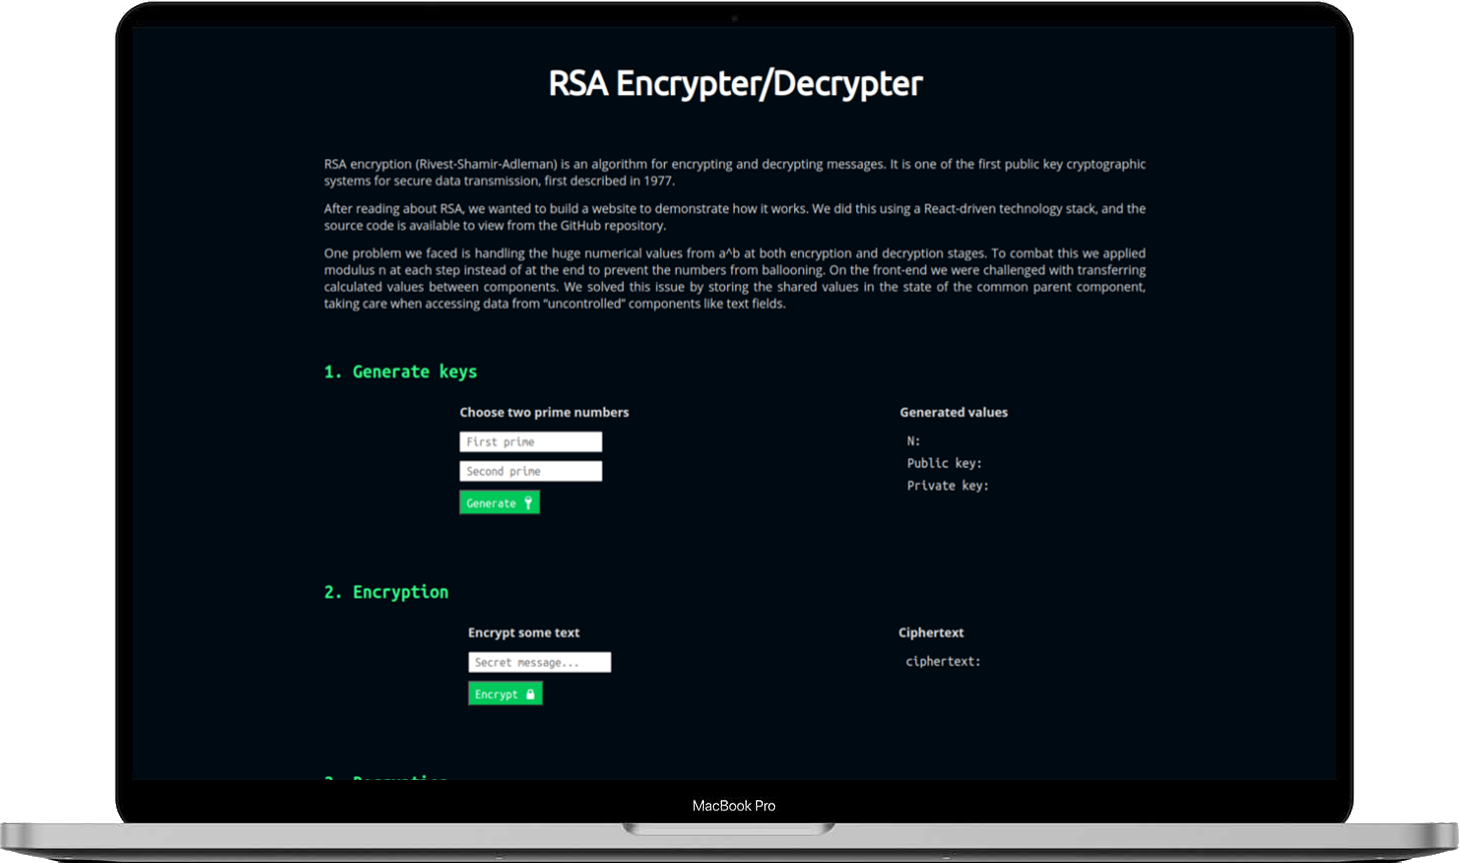 RSA Encrypter/Decrypter
RSA encryption (Rivest-Shamir-Adleman) is an algorithm for encrypting and decrypting messages. It is one of the first public key cryptographic
systems for secure data transmission, first described in 1977.
After reading about RSA, we wanted to build a website to demonstrate how it works. We did this using a React-driven technology stack, and the
source code is available to view from the GitHub repository.
One problem we faced is handling the huge numerical values from a^b at both encryption and decryption stages. To combat this we applied
modulus n at each step instead of at the end to prevent the numbers from ballooning. On the front-end we were challenged with transferring
calculated values between components. We solved this issue by storing the shared values in the state of the common parent component,
taking care when accessing data from “uncontrolled” components like text fields.
1. Generate keys
Choose two prime numbers
First prime
Second prime
Generate
Generated values
N:
Public key:
Private key:
2. Encryption
Encrypt some text
Secret message...
Encrypt
Ciphertext
ciphertext:
3. Decryption
MacBook Pro